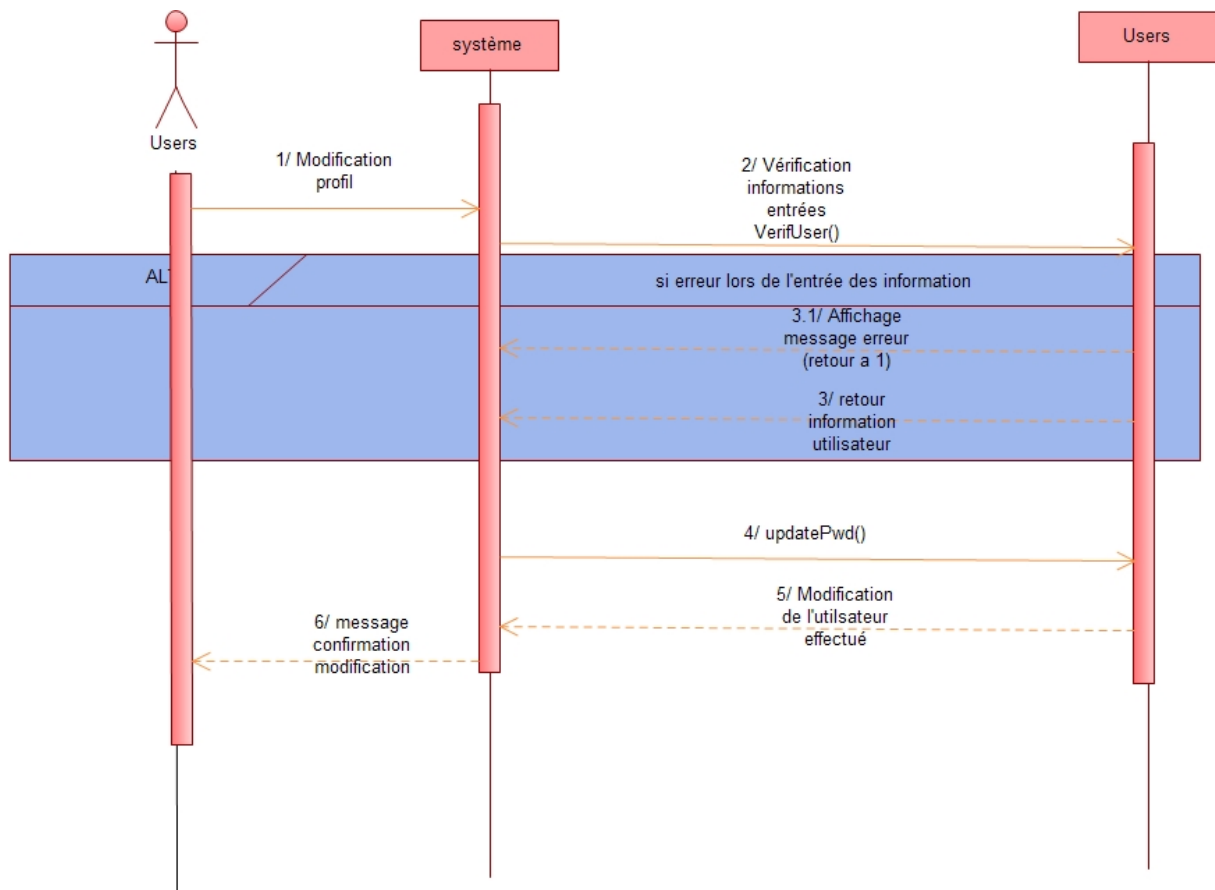 système
Users
Users
1/ Modification
profil
2/ Vérification
informations
entrées
VerifUser()
ALT
si erreur lors de l'entrée des information
3.1/ Affichage
message erreur
(retour a 1)
3/ retour
information
utilisateur
4/ updatePwd()
5/ Modification
de l'utilsateur
effectué
6/ message
confirmation
modification